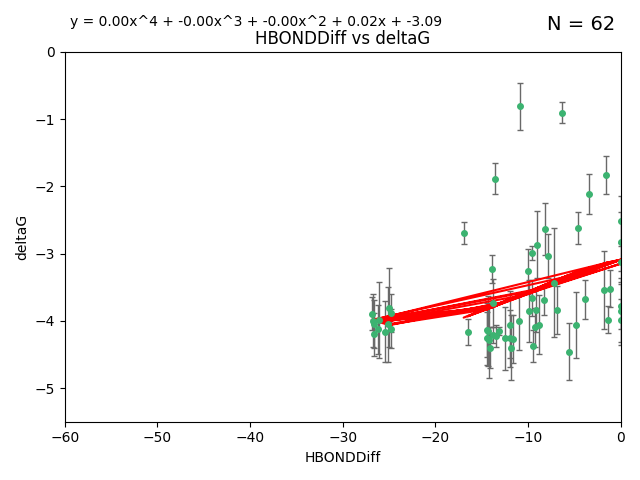 y = 0.00x^4 + -0.00x^3 + -0.00x^2 + 0.02x + -3.09
N = 62
HBONDDiff vs deltaG
0
−1
−2
−3
−4
−5
deltaG
−60
−50
−40
−30
−20
−10
0
HBONDDiff